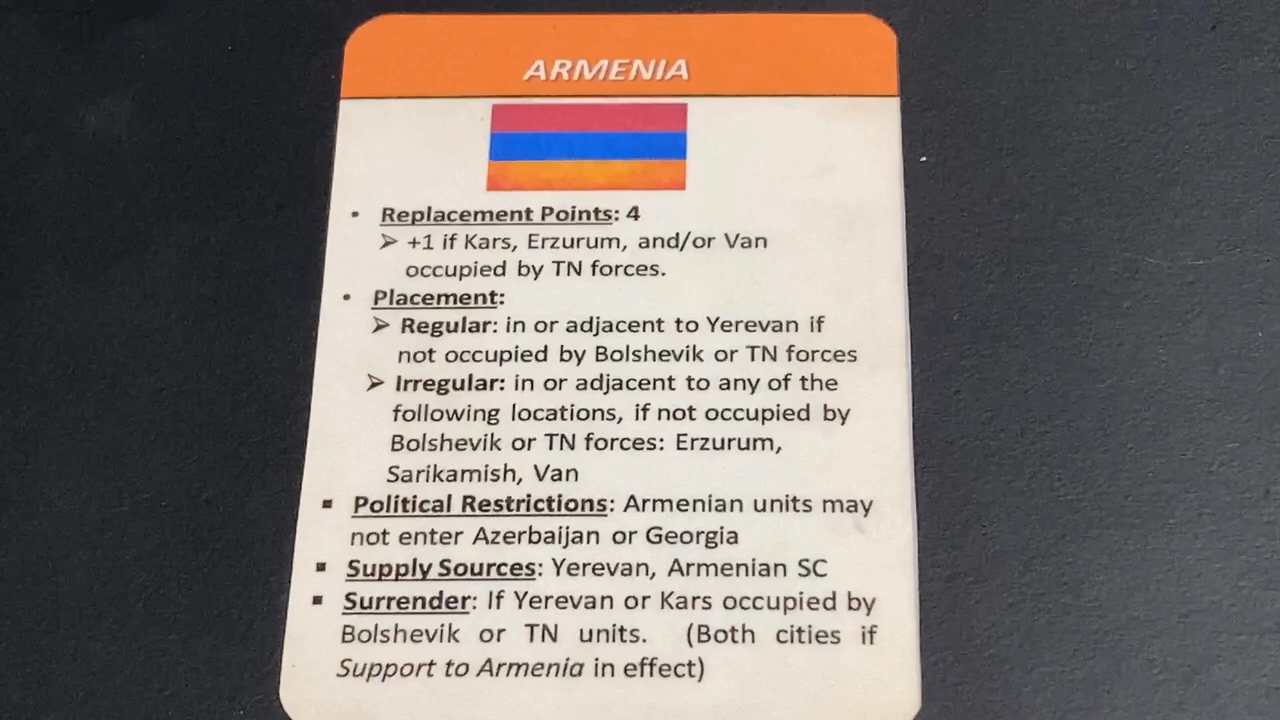 ARMENIA
• Replacement Points: 4
➢ +1 if Kars, Erzurum, and/or Van
occupied by TN forces.
• Placement:
➢ Regular: in or adjacent to Yerevan if
not occupied by Bolshevik or TN forces
➢ Irregular: in or adjacent to any of the
following locations, if not occupied by
Bolshevik or TN forces: Erzurum,
Sarikamish, Van
▪ Political Restrictions: Armenian units may
not enter Azerbaijan or Georgia
▪ Supply Sources: Yerevan, Armenian SC
▪ Surrender: If Yerevan or Kars occupied by
Bolshevik or TN units. (Both cities if
Support to Armenia in effect)